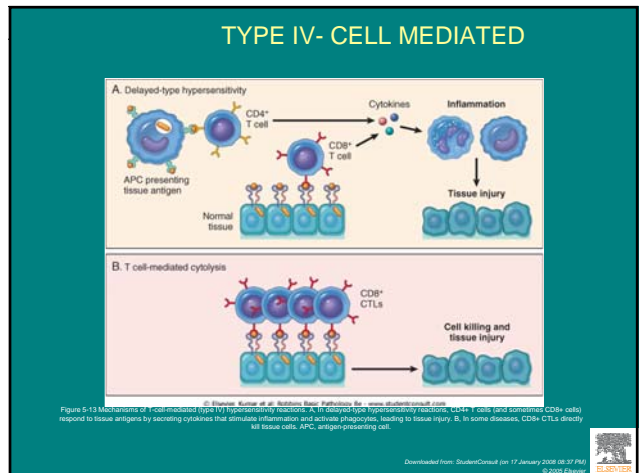 TYPE IV- CELL MEDIATED
A. Delayed-type hypersensitivity
CD4+
T cell
Cytokines
Inflammation
CD8+
T cell
APC presenting
tissue antigen
Normal
tissue
Tissue injury
B. T cell-mediated cytolysis
CD8+
CTLs
Cell killing and
tissue injury
© Elsevier. Kumar et al: Robbins Basic Pathology 8e - www.studentconsult.com
Figure 5-13 Mechanisms of T-cell-mediated (type IV) hypersensitivity reactions. A, In delayed-type hypersensitivity reactions, CD4+ T cells (and sometimes CD8+ cells)
respond to tissue antigens by secreting cytokines that stimulate inflammation and activate phagocytes, leading to tissue injury. B, In some diseases, CD8+ CTLs directly
kill tissue cells. APC, antigen-presenting cell.
Downloaded from: StudentConsult (on 17 January 2008 08:37 PM)
© 2005 Elsevier
ELSEVIER